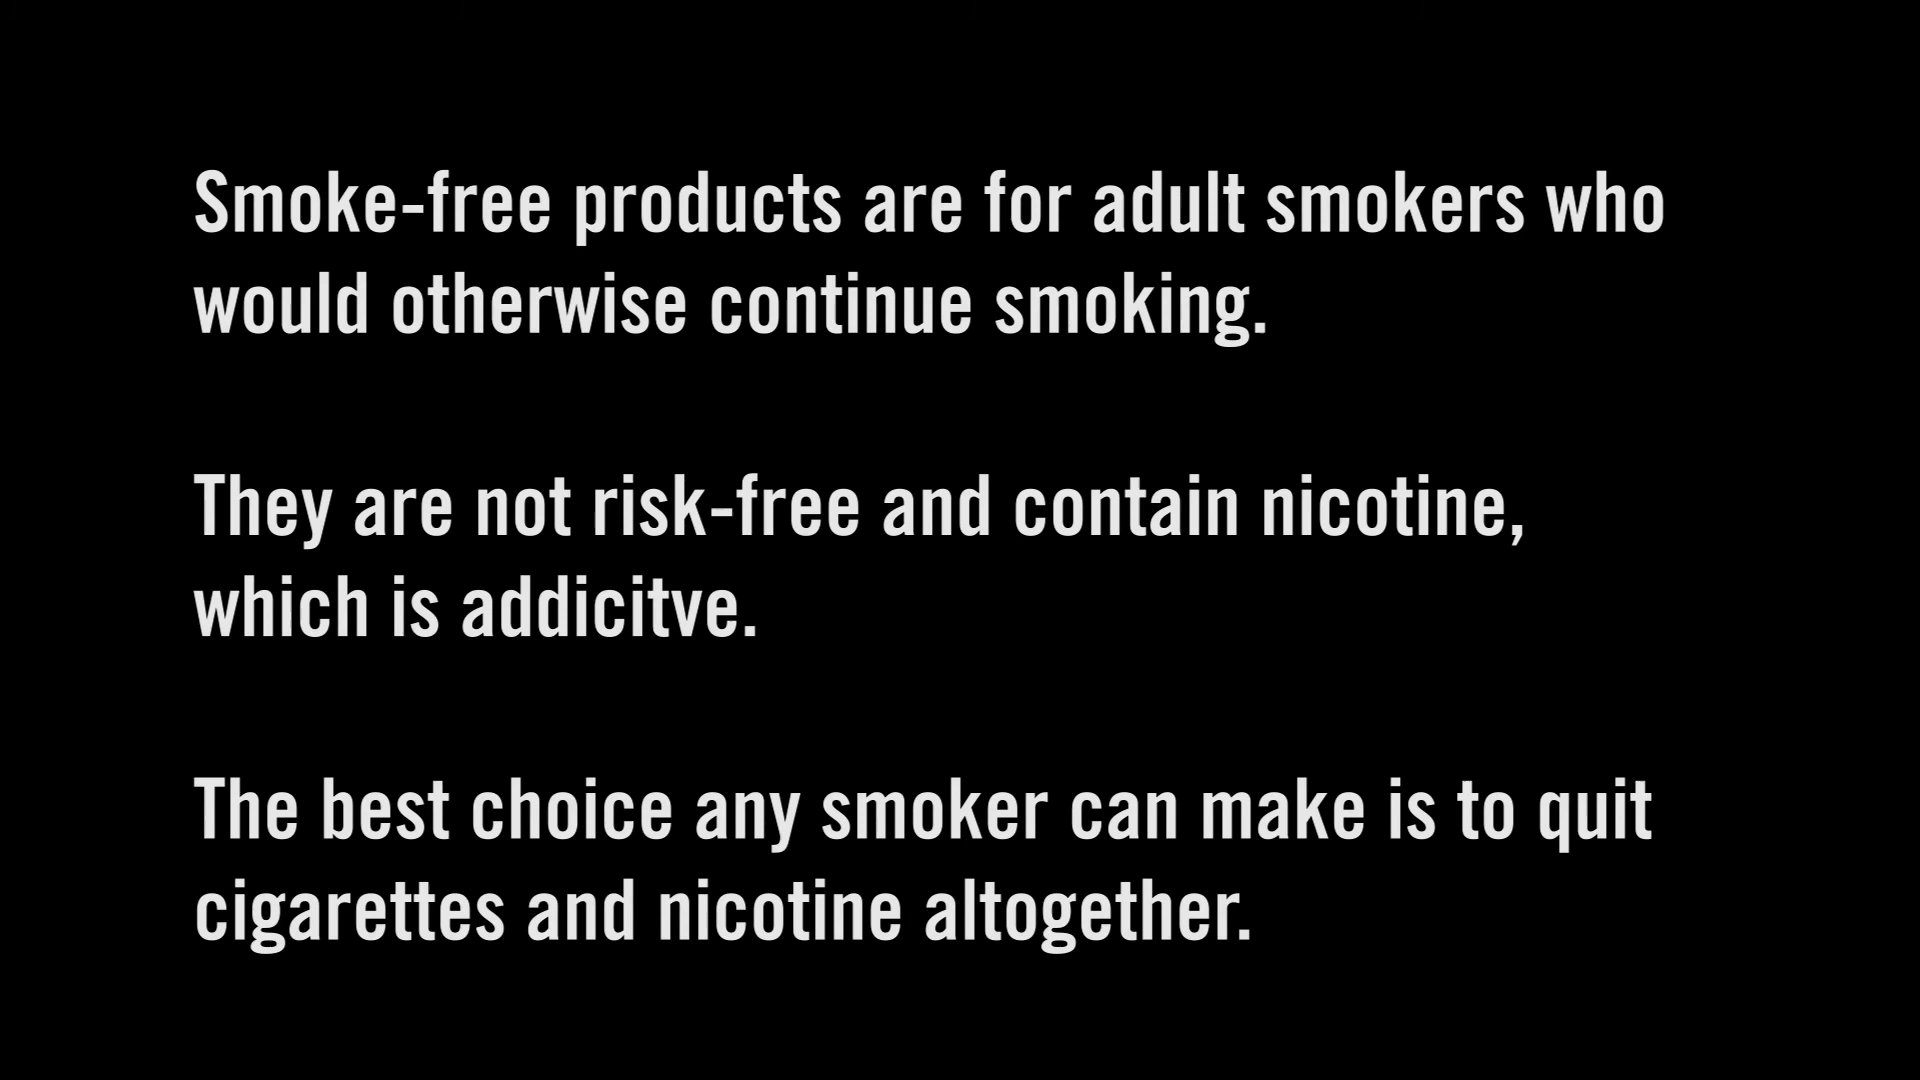 Smoke-free products are for adult smokers who
would otherwise continue smoking.
They are not risk-free and contain nicotine,
which is addicitve.
The best choice any smoker can make is to quit
cigarettes and nicotine altogether.